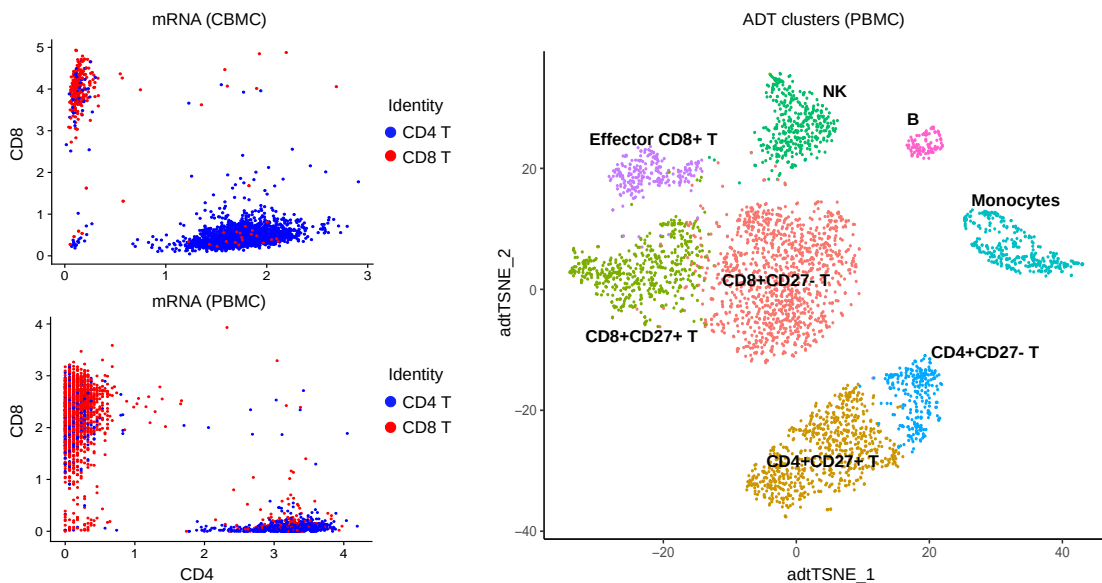 mRNA (CBMC)
5
4
3
2
1
0
CD8
0
1
2
3
Identity
CD4 T
CD8 T
mRNA (PBMC)
4
3
2
1
0
CD8
0
1
2
3
4
CD4
Identity
CD4 T
CD8 T
ADT clusters (PBMC)
NK
B
Effector CD8+ T
Monocytes
CD8+CD27- T
CD8+CD27+ T
CD4+CD27- T
CD4+CD27+ T
20
0
−20
−40
adtTSNE_2
−20
0
20
40
adtTSNE_1